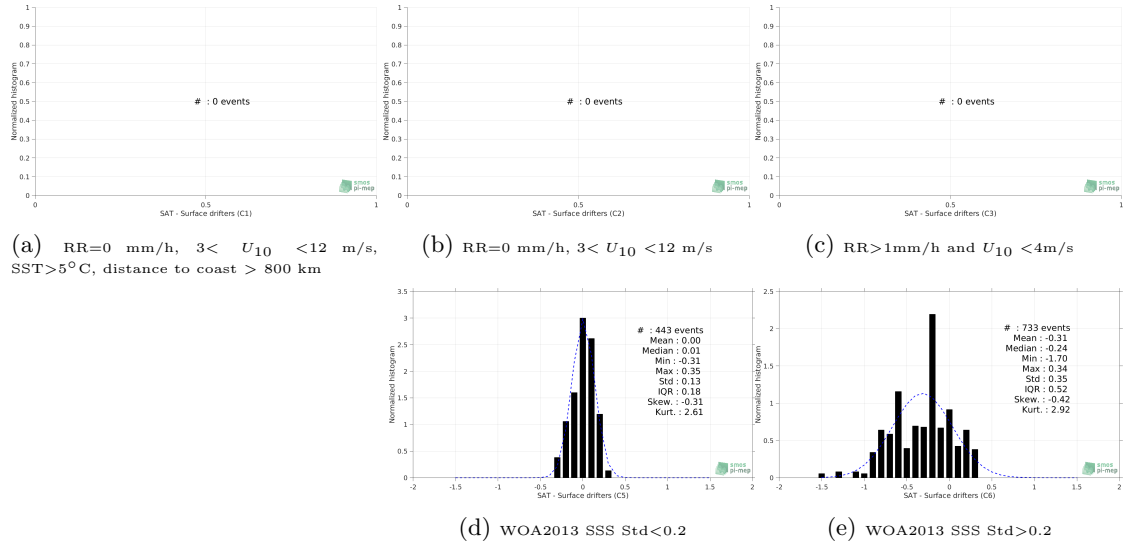 1
0.9
0.8
0.7
0.6
0.5
0.4
0.3
0.2
0.1
0
Normalized histogram
# : 0 events
smos
pi-mep
0 0.5 1
SAT - Surface drifters (C1)
1
0.9
0.8
0.7
0.6
0.5
0.4
0.3
0.2
0.1
0
Normalized histogram
# : 0 events
smos
pi-mep
0 0.5 1
SAT - Surface drifters (C2)
1
0.9
0.8
0.7
0.6
0.5
0.4
0.3
0.2
0.1
0
Normalized histogram
# : 0 events
smos
pi-mep
0 0.5 1
SAT - Surface drifters (C3)
(a) RR=0 mm/h, 3< U10 <12 m/s,
SST>5°C, distance to coast > 800 km
(b) RR=0 mm/h, 3< U10 <12 m/s
(c) RR>1mm/h and U10 <4m/s
3.5
3
2.5
2
1.5
1
0.5
0
Normalized histogram
# : 443 events
Mean : 0.00
Median : 0.01
Min : -0.31
Max : 0.35
Std : 0.13
IQR : 0.18
Skew. : -0.31
Kurt. : 2.61
smos
pi-mep
-2 -1.5 -1 -0.5 0 0.5 1 1.5 2
SAT - Surface drifters (C5)
2.5
2
1.5
1
0.5
0
Normalized histogram
# : 733 events
Mean : -0.31
Median : -0.24
Min : -1.70
Max : 0.34
Std : 0.35
IQR : 0.52
Skew. : -0.42
Kurt. : 2.92
smos
pi-mep
-2 -1.5 -1 -0.5 0 0.5 1 1.5 2
SAT - Surface drifters (C6)
(d) WOA2013 SSS Std<0.2
(e) WOA2013 SSS Std>0.2